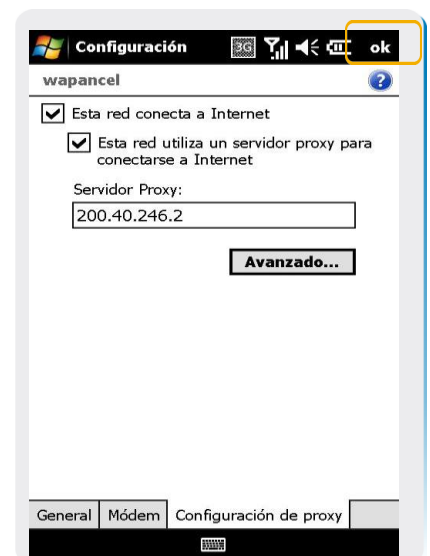 Configuración 3G ok
wapancel ?
Esta red conecta a Internet
Esta red utiliza un servidor proxy para
conectarse a Internet
Servidor Proxy:
200.40.246.2
Avanzado...
General Módem Configuración de proxy